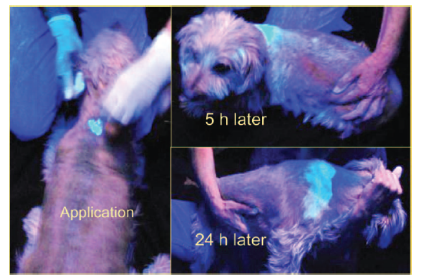 Application
5 h later
24 h later